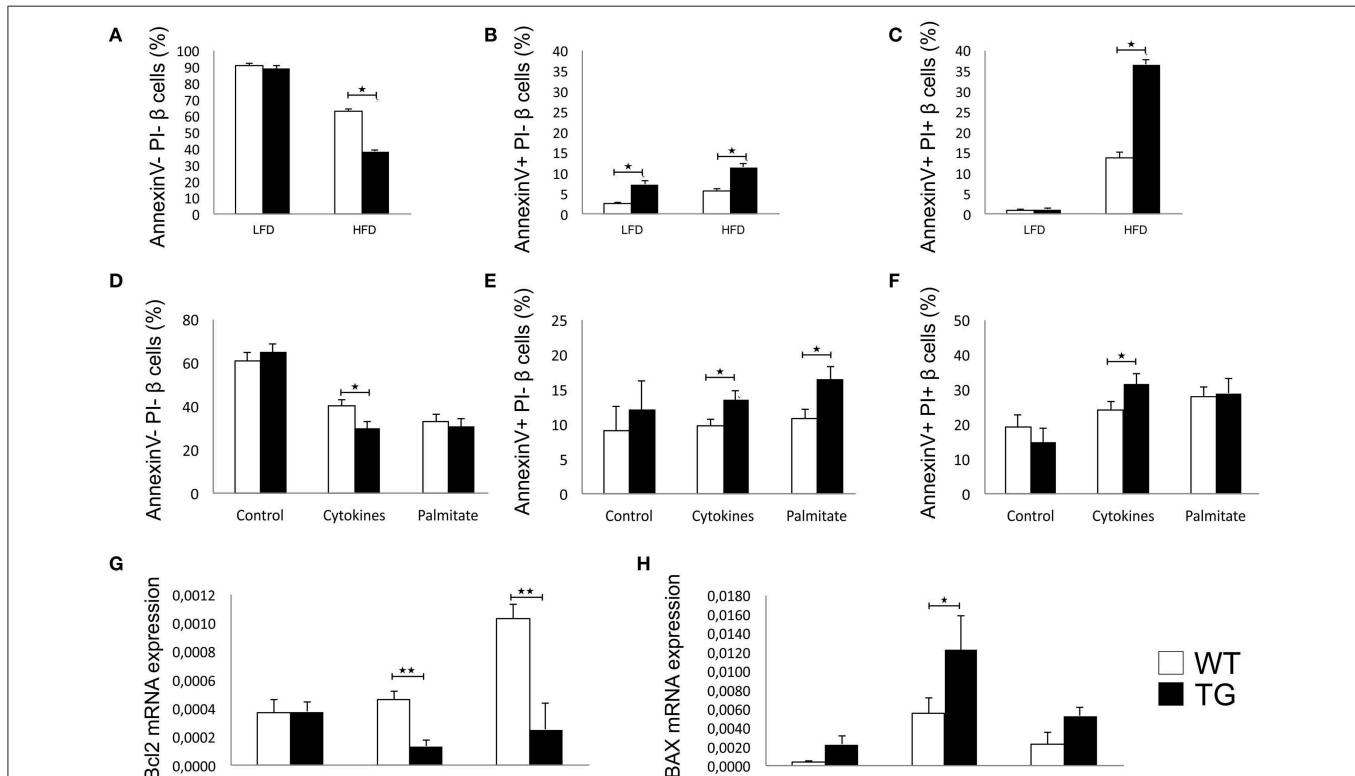 A
AnnexinV- PI- β cells (%)
100
90
80
70
60
50
40
30
20
10
0
★
LFD
HFD
B
AnnexinV+ PI- β cells (%)
40
35
30
25
20
15
10
5
0
★
★
LFD
HFD
C
AnnexinV+ PI+ β cells (%)
40
35
30
25
20
15
10
5
0
★
LFD
HFD
D
AnnexinV- PI- β cells (%)
80
60
40
20
0
★
Control
Cytokines
Palmitate
E
AnnexinV+ PI- β cells (%)
25
20
15
10
5
0
★
★
Control
Cytokines
Palmitate
F
AnnexinV+ PI+ β cells (%)
50
40
30
20
10
0
★
Control
Cytokines
Palmitate
G
Bcl2 mRNA expression
0,0012
0,0010
0,0008
0,0006
0,0004
0,0002
0,0000
★★
★★
H
BAX mRNA expression
0,0180
0,0160
0,0140
0,0120
0,0100
0,0080
0,0060
0,0040
0,0020
0,0000
★
WT
TG